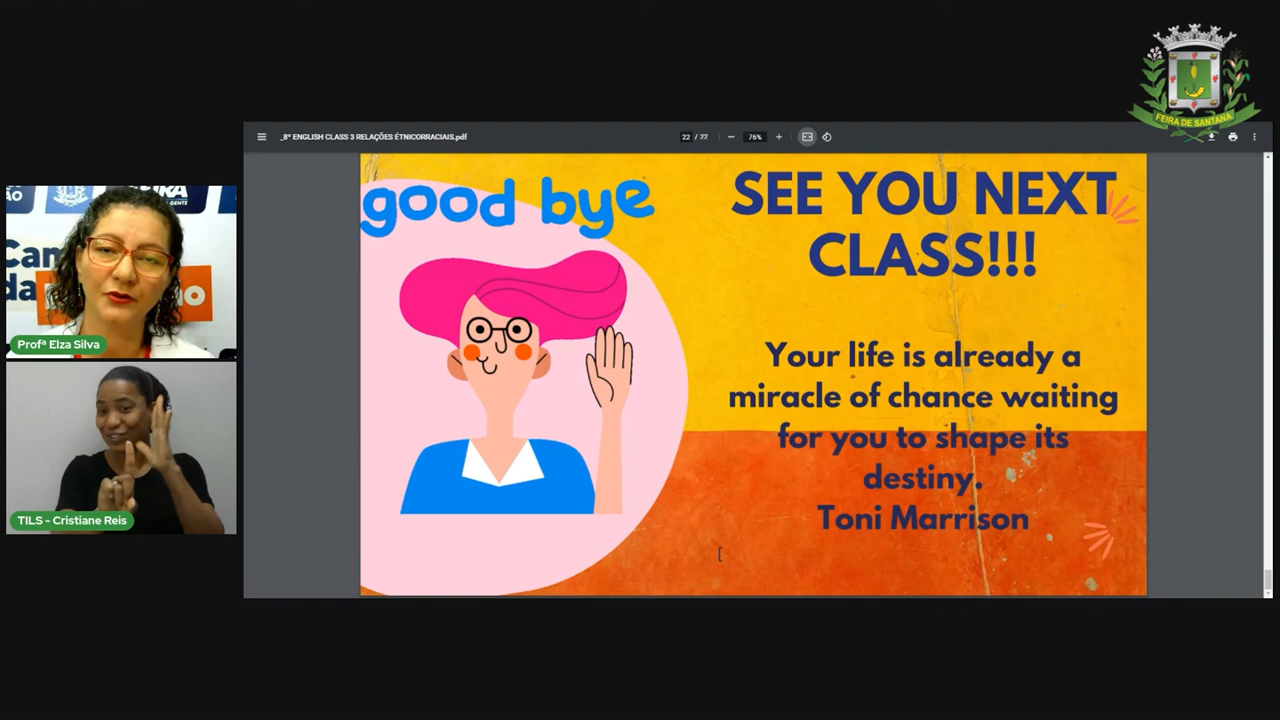 FEIRA DE SANTANA
_8º ENGLISH CLASS 3 RELAÇÕES ÉTNICORRACIAIS.pdf
22 / 22
76%
good bye
SEE YOU NEXT
CLASS!!!
Your life is already a
miracle of chance waiting
for you to shape its
destiny.
Toni Marrison
Profª Elza Silva
TILS - Cristiane Reis